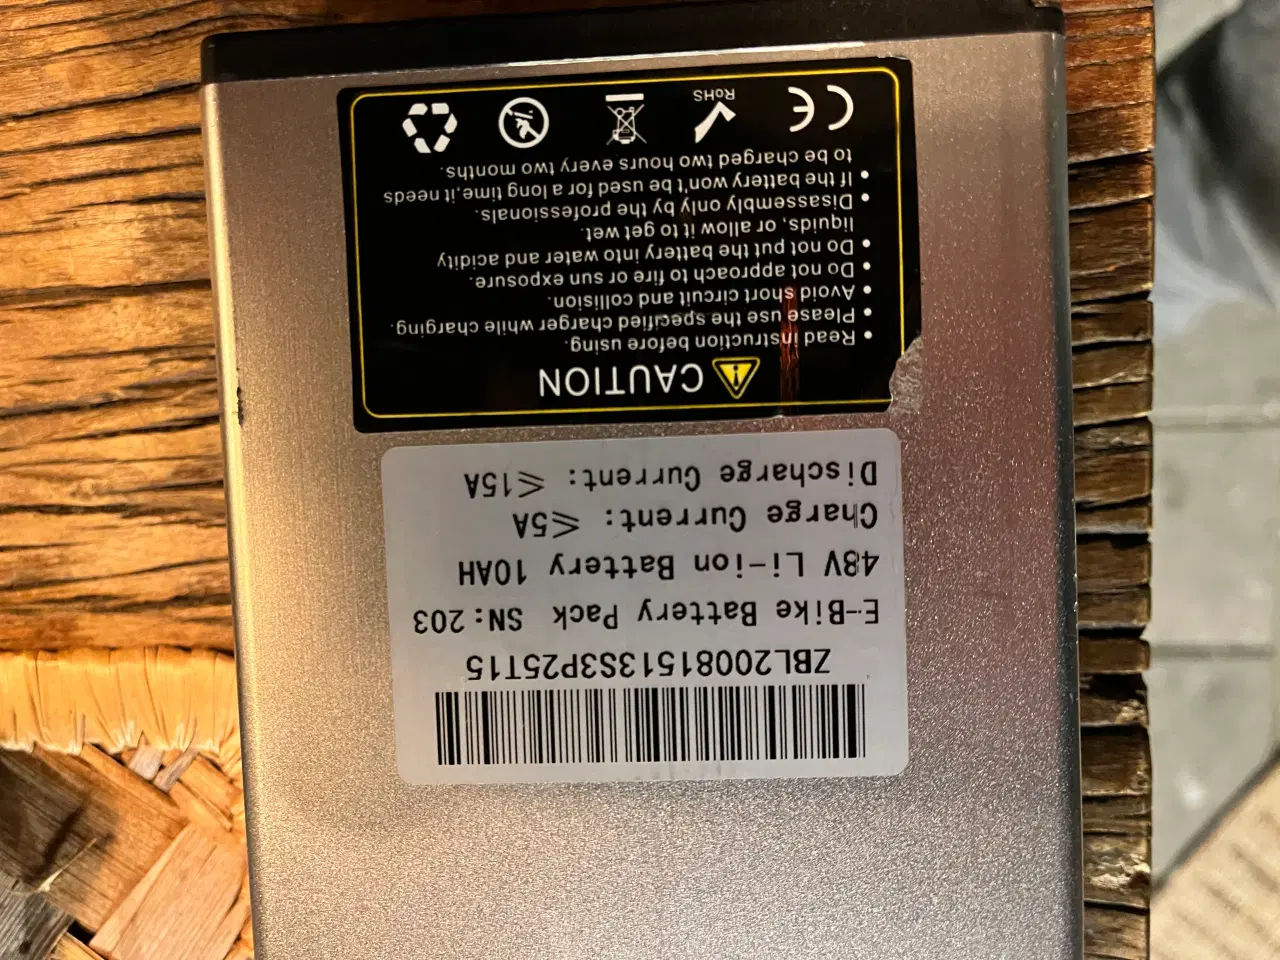 ZBL20081513S3P25T15
E-Bike Battery Pack SN:203
48V Li-ion Battery 10AH
Charge Current: ≤5A
Discharge Current: ≤15A
CAUTION
• Read instruction before using.
• Please use the specified charger while charging.
• Avoid short circuit and collision.
• Do not approach to fire or sun exposure.
• Do not put the battery into water and acidity
liquids, or allow it to get wet.
• Disassembly only by the professionals.
• If the battery won't be used for a long time,it needs
to be charged two hours every two months.
CE RoHS